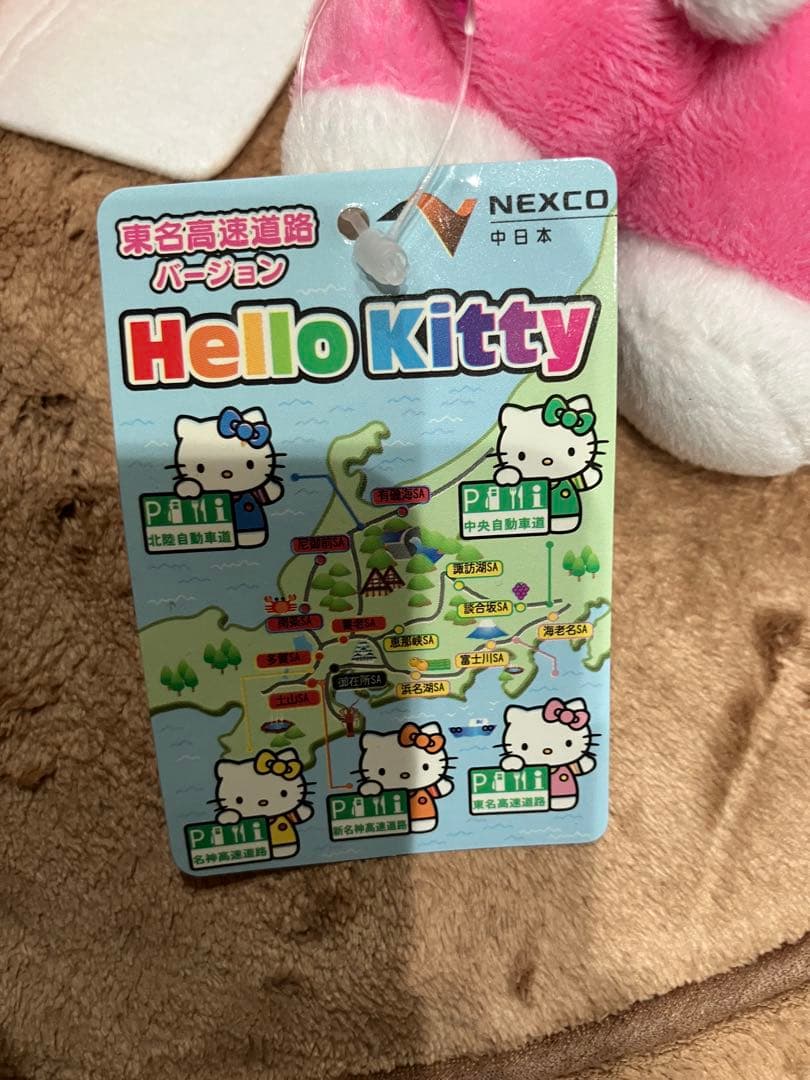 東名高速道路
バージョン
NEXCO
中日本
Hello Kitty
P
北陸自動車道
P
中央自動車道
有磯海SA
尼御前SA
諏訪湖SA
談合坂SA
南条SA
養老SA
恵那峡SA
海老名SA
多賀SA
富士川SA
御在所SA
浜名湖SA
土山SA
P
名神高速道路
P
新名神高速道路
P
東名高速道路